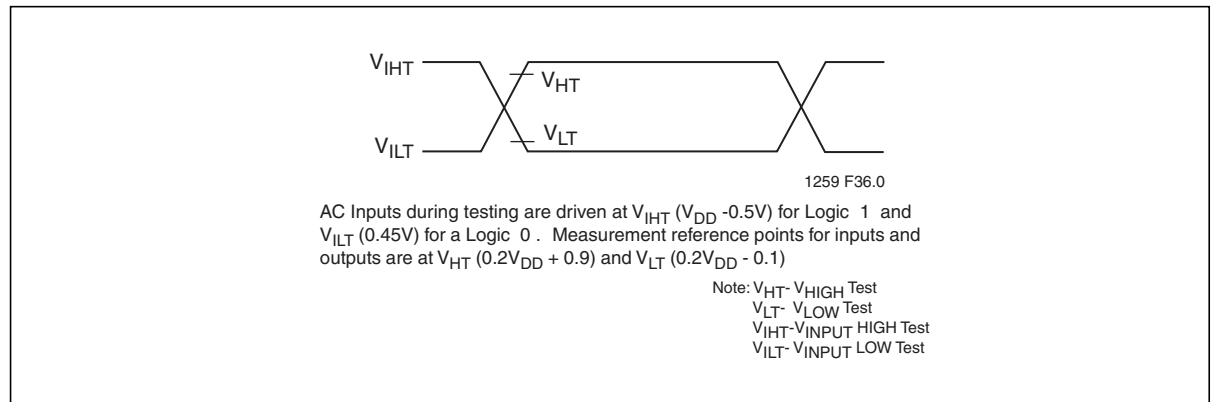 VIHT
VHT
VLT
VILT
1259 F36.0
AC Inputs during testing are driven at VIHT (VDD -0.5V) for Logic 1 and
VILT (0.45V) for a Logic 0 . Measurement reference points for inputs and
outputs are at VHT (0.2VDD + 0.9) and VLT (0.2VDD - 0.1)
Note: VHT- VHIGH Test
VLT- VLOW Test
VIHT-VINPUT HIGH Test
VILT- VINPUT LOW Test